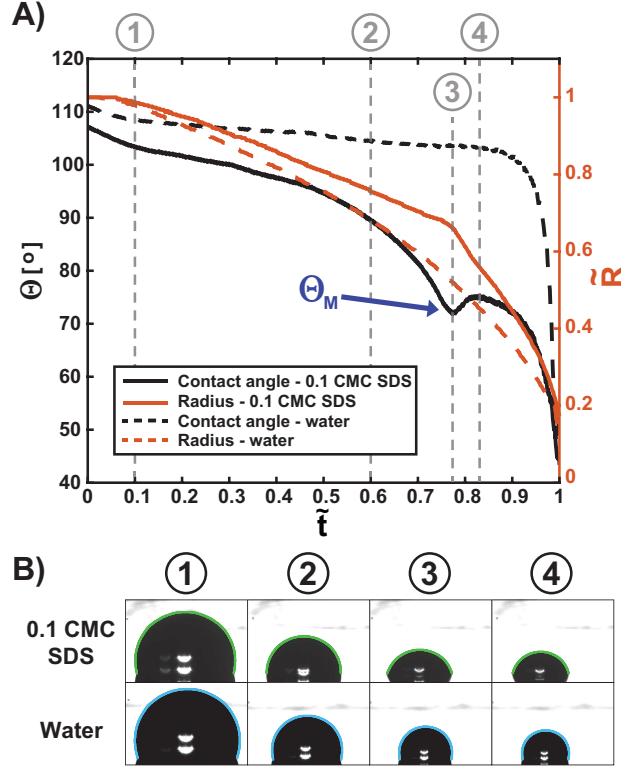 A)
① ② ④
③
120
110
100
90
80
70
60
50
40
Θ [º]
1
0.8
0.6
0.4
0.2
0
R̃
Θ_M
Contact angle - 0.1 CMC SDS
Radius - 0.1 CMC SDS
Contact angle - water
Radius - water
0 0.1 0.2 0.3 0.4 0.5 0.6 0.7 0.8 0.9 1
t̃
B)
① ② ③ ④
0.1 CMC
SDS
Water